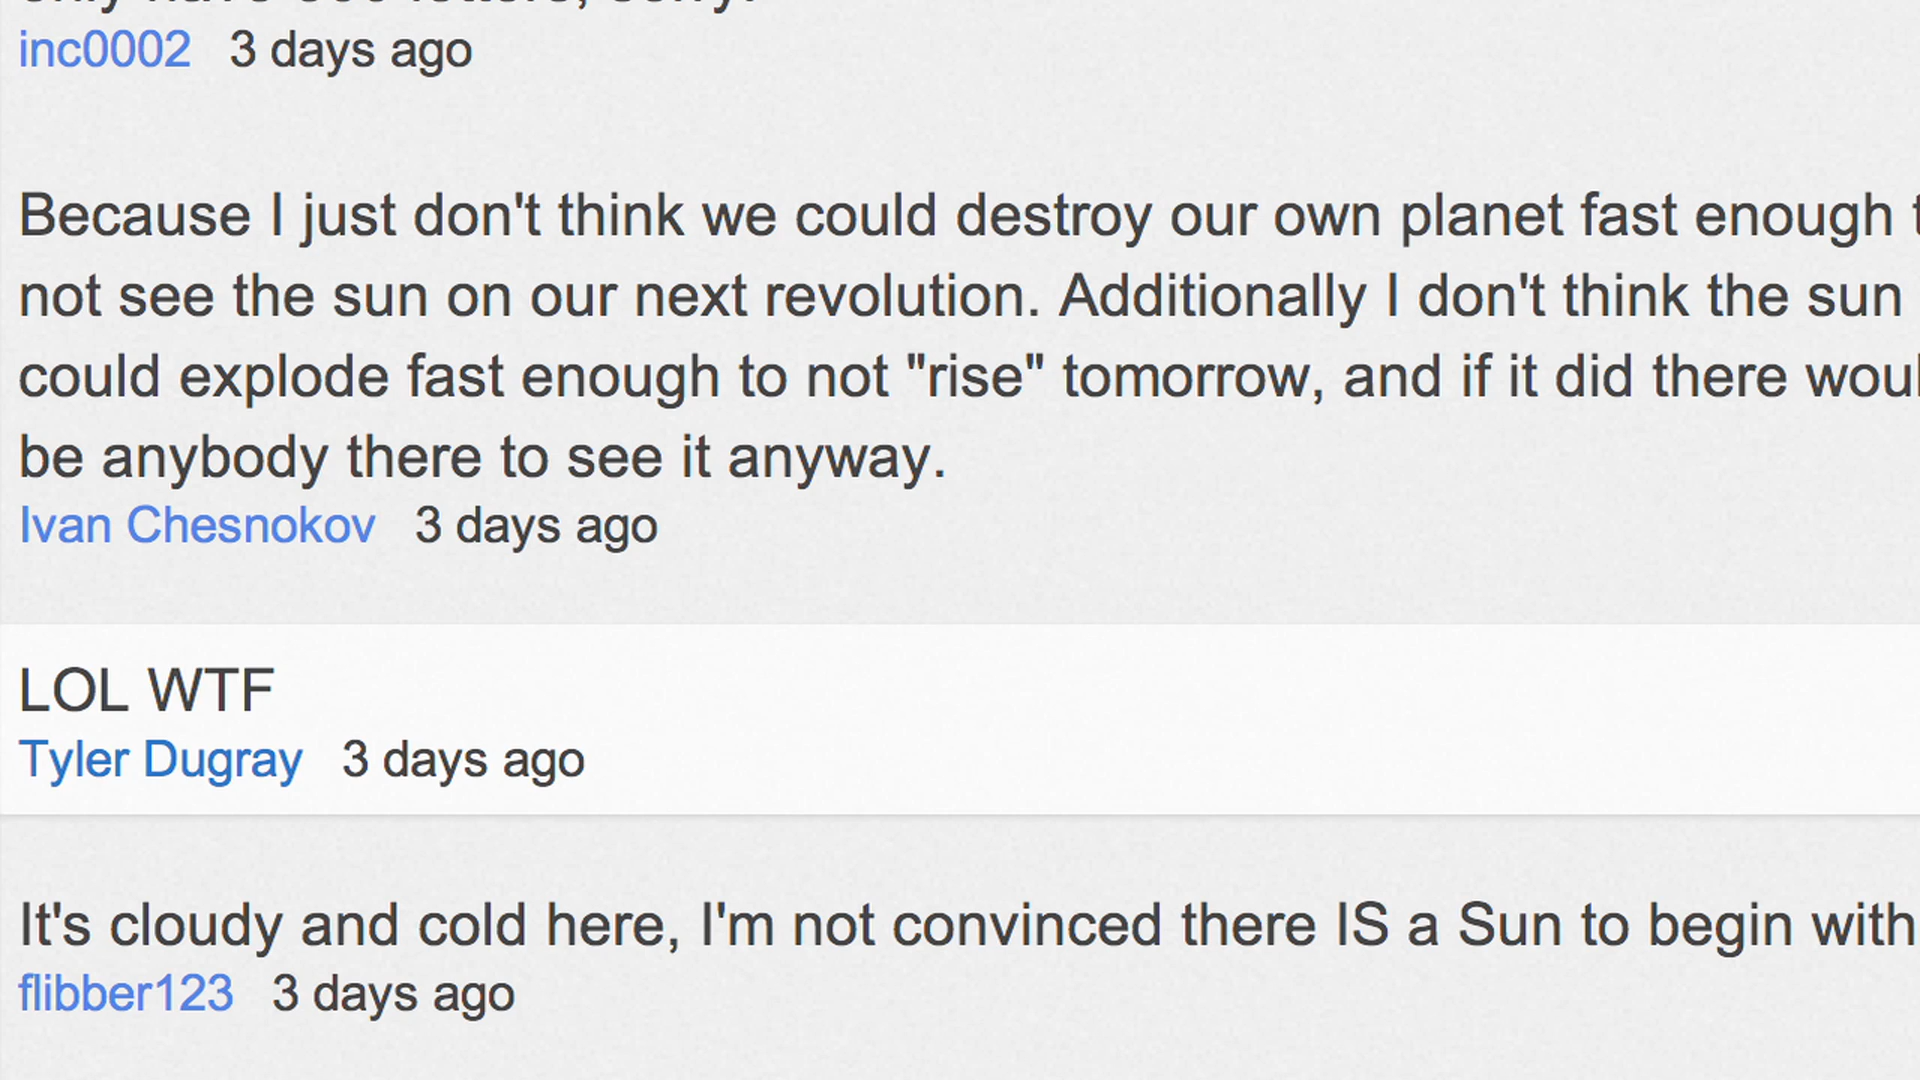 inc0002 3 days ago
Because I just don't think we could destroy our own planet fast enough
not see the sun on our next revolution. Additionally I don't think the sun
could explode fast enough to not "rise" tomorrow, and if it did there
be anybody there to see it anyway.
Ivan Chesnokov 3 days ago
LOL WTF
Tyler Dugray 3 days ago
It's cloudy and cold here, I'm not convinced there IS a Sun to begin with
flibber123 3 days ago